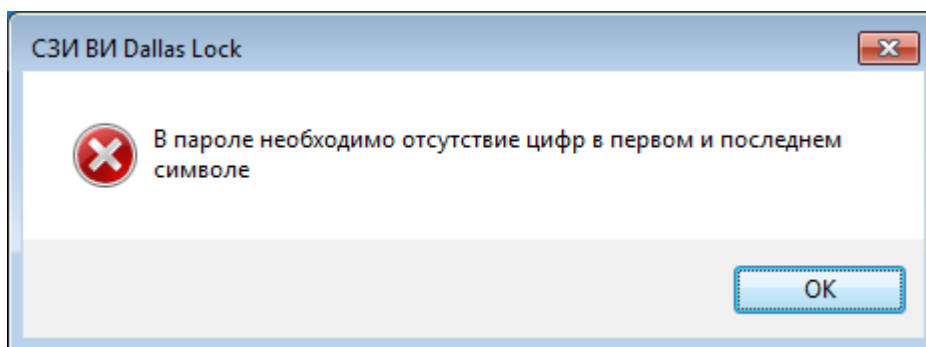 СЗИ ВИ Dallas Lock
В пароле необходимо отсутствие цифр в первом и последнем
символе
OK